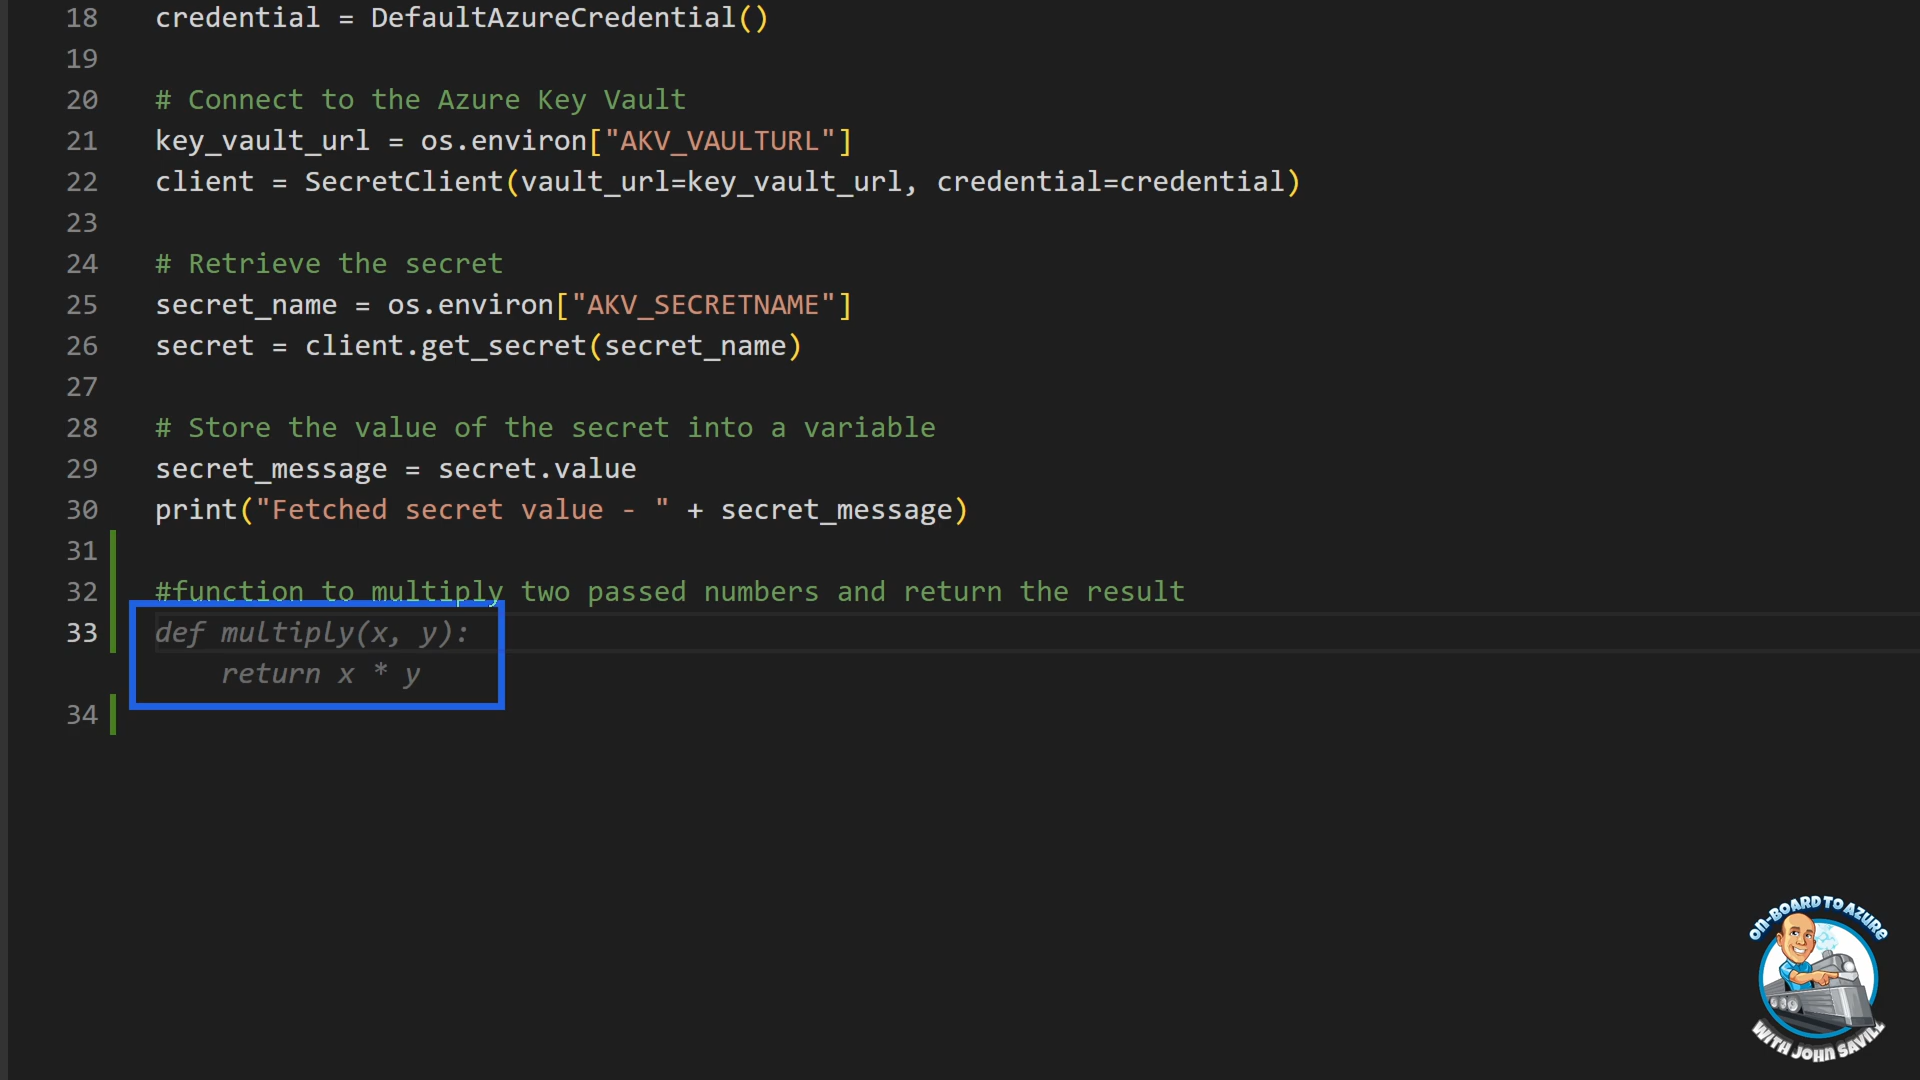 18 credential = DefaultAzureCredential()
19
20 # Connect to the Azure Key Vault
21 key_vault_url = os.environ["AKV_VAULTURL"]
22 client = SecretClient(vault_url=key_vault_url, credential=credential)
23
24 # Retrieve the secret
25 secret_name = os.environ["AKV_SECRETNAME"]
26 secret = client.get_secret(secret_name)
27
28 # Store the value of the secret into a variable
29 secret_message = secret.value
30 print("Fetched secret value - " + secret_message)
31
32 #function to multiply two passed numbers and return the result
33 def multiply(x, y):
    return x * y
34
ON-BOARD TO AZURE
WITH JOHN SAVILL